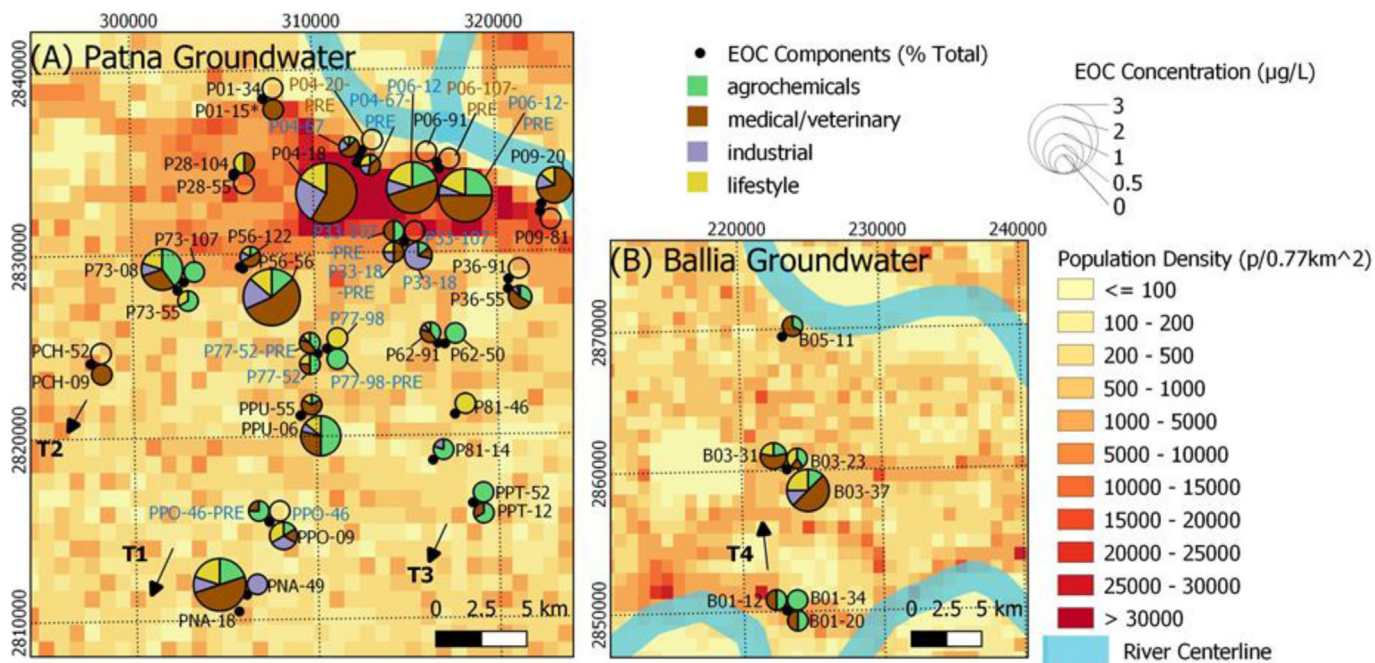 300000
310000
320000
(A) Patna Groundwater
2840000
2830000
2820000
2810000
P01-34
P01-15*
P04-20-
PRE
P04-67-
PRE
P06-12
P06-107-
PRE
P06-12-
PRE
P04-67
P06-91
P04-18
P09-20
P28-104
P28-55
P09-81
P33-107
-PRE
P33-107
P73-107
P56-122
P56-56
P73-08
P33-18
-PRE
P33-18
P36-91
P36-55
P73-55
P77-98
P77-52-PRE
P77-52
P77-98-PRE
P62-91
P62-50
PCH-52
PCH-09
PPU-55
PPU-06
P81-46
P81-14
T2
PPO-46-PRE
PPO-46
PPO-09
PPT-52
PPT-12
T1
T3
PNA-49
PNA-18
0 2.5 5 km
EOC Components (% Total)
agrochemicals
medical/veterinary
industrial
lifestyle
EOC Concentration (µg/L)
3
2
1
0.5
0
220000
230000
240000
(B) Ballia Groundwater
2870000
2860000
2850000
B05-11
B03-31
B03-23
B03-37
T4
B01-12
B01-34
B01-20
0 2.5 5 km
Population Density (p/0.77km^2)
<= 100
100 - 200
200 - 500
500 - 1000
1000 - 5000
5000 - 10000
10000 - 15000
15000 - 20000
20000 - 25000
25000 - 30000
> 30000
River Centerline